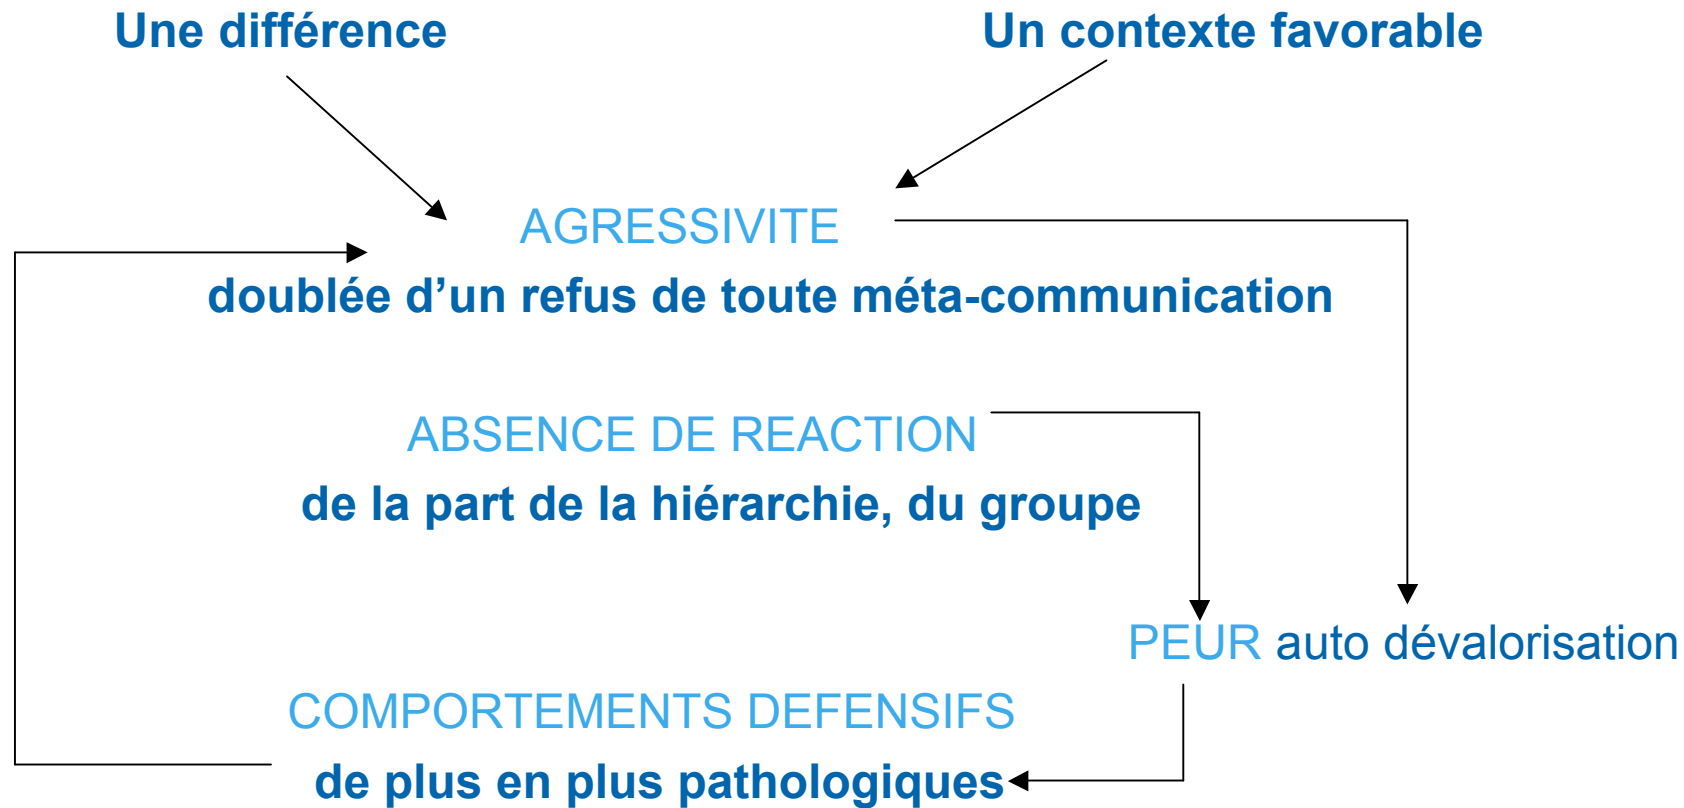 Une différence
Un contexte favorable
AGRESSIVITE
doublée d’un refus de toute méta-communication
ABSENCE DE REACTION
de la part de la hiérarchie, du groupe
PEUR auto dévalorisation
COMPORTEMENTS DEFENSIFS
de plus en plus pathologiques